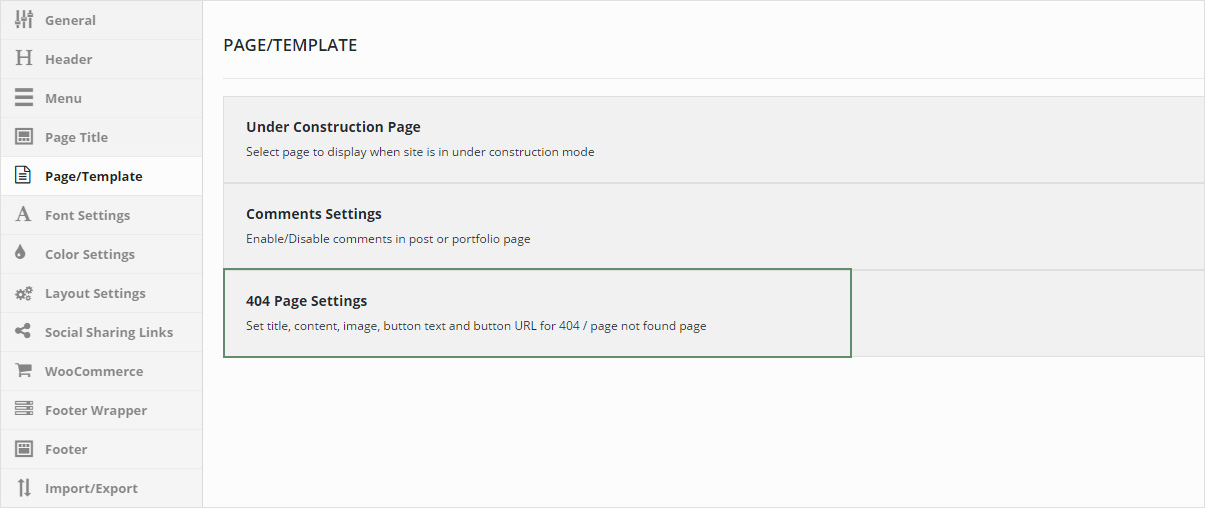 General
Header
Menu
Page Title
Page/Template
Font Settings
Color Settings
Layout Settings
Social Sharing Links
WooCommerce
Footer Wrapper
Footer
Import/Export
PAGE/TEMPLATE
Under Construction Page
Select page to display when site is in under construction mode
Comments Settings
Enable/Disable comments in post or portfolio page
404 Page Settings
Set title, content, image, button text and button URL for 404 / page not found page